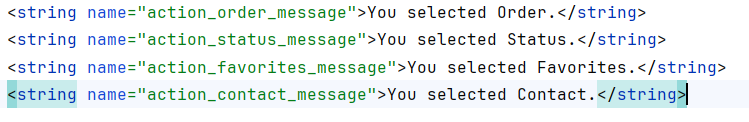 <string name="action_order_message">You selected Order.</string>
<string name="action_status_message">You selected Status.</string>
<string name="action_favorites_message">You selected Favorites.</string>
<string name="action_contact_message">You selected Contact.</string>